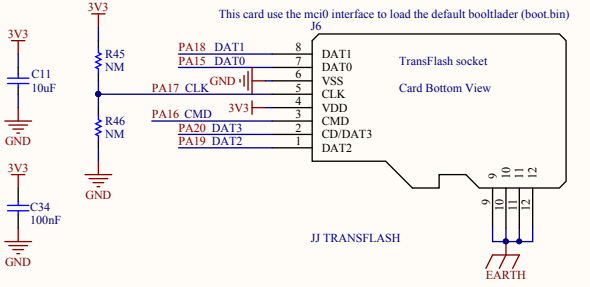 This card use the mci0 interface to load the default bootlader (boot.bin)
J6
3V3
3V3
C11
10uF
GND
R45
NM
R46
NM
GND
3V3
C34
100nF
GND
PA18 DAT1 8 DAT1
PA15 DAT0 7 DAT0
GND 6 VSS
PA17 CLK 5 CLK
3V3 4 VDD
PA16 CMD 3 CMD
PA20 DAT3 2 CD/DAT3
PA19 DAT2 1 DAT2
TransFlash socket
Card Bottom View
9 10 11 12
9 10 11 12
JJ TRANSFLASH
EARTH